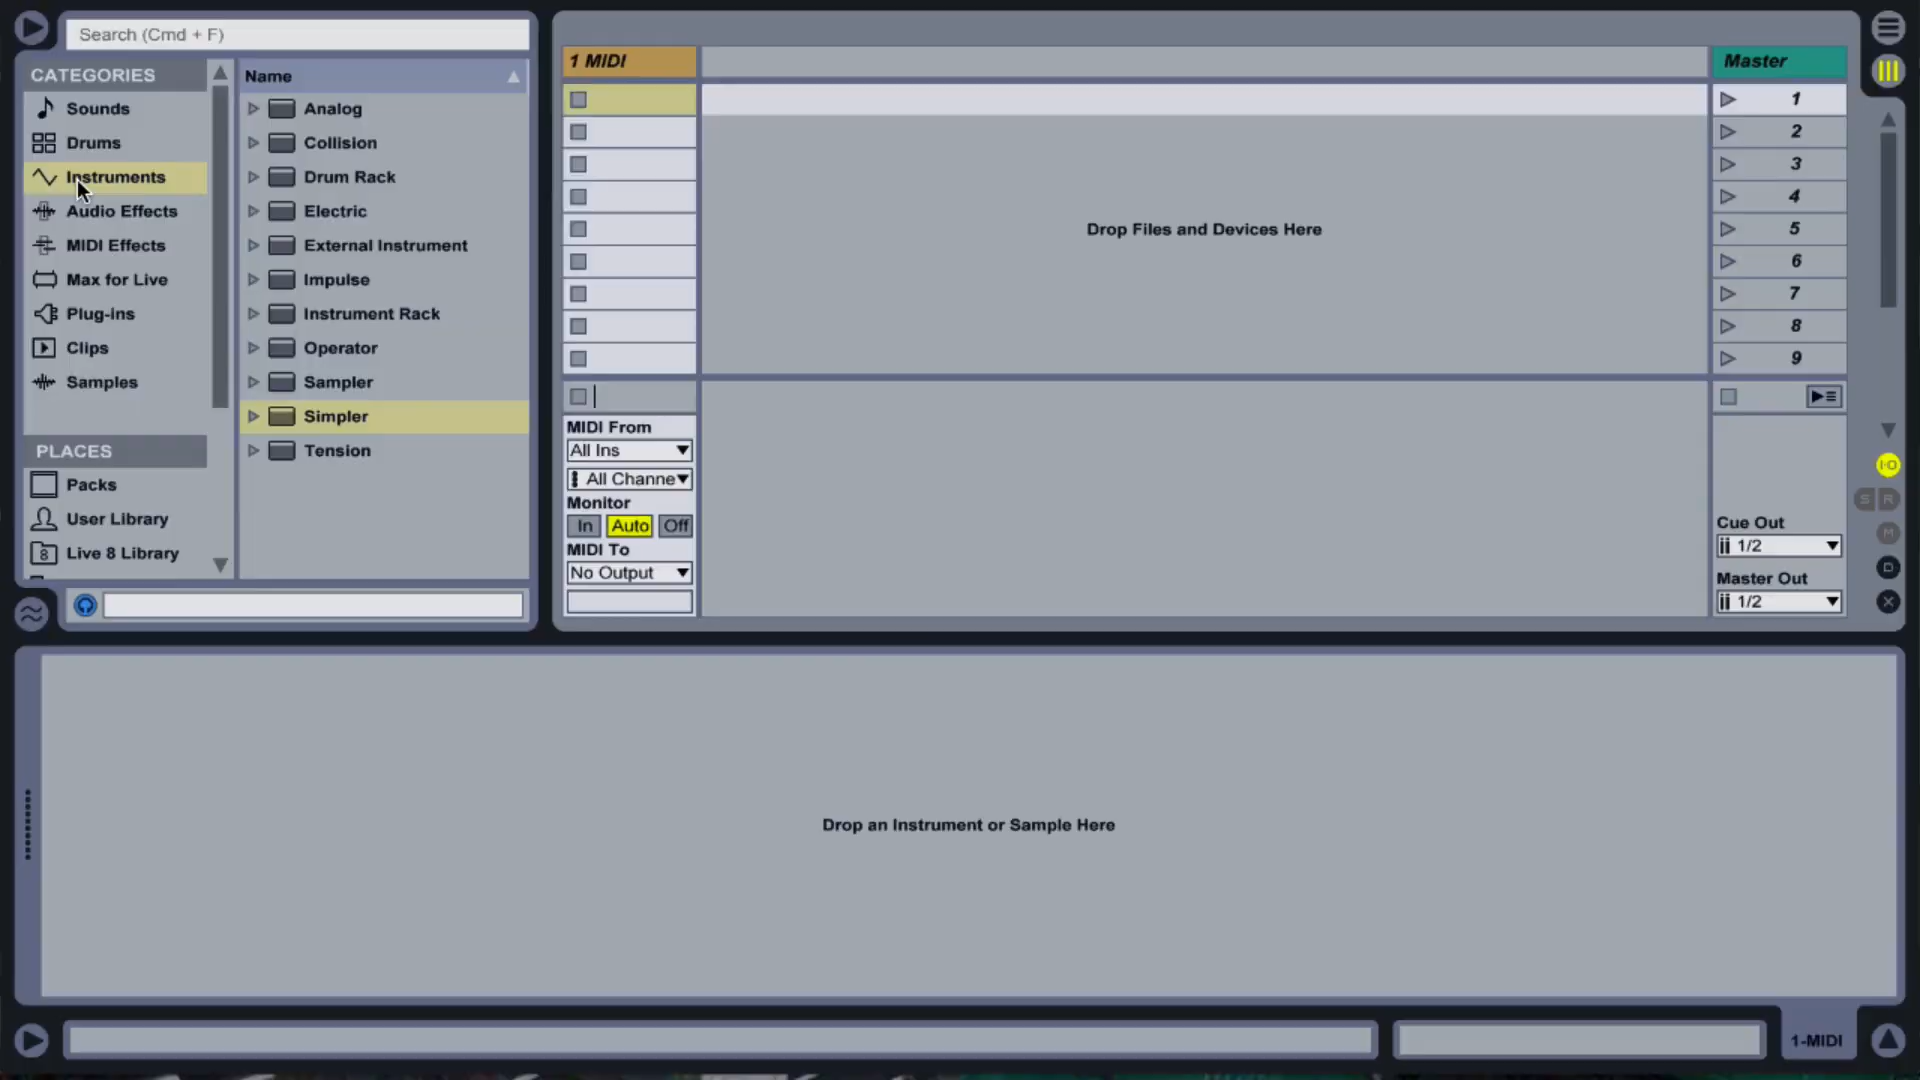 Search (Cmd + F)
CATEGORIES
Sounds
Drums
Instruments
Audio Effects
MIDI Effects
Max for Live
Plug-ins
Clips
Samples
PLACES
Packs
User Library
8 Live 8 Library
Name
Analog
Collision
Drum Rack
Electric
External Instrument
Impulse
Instrument Rack
Operator
Sampler
Simpler
Tension
1 MIDI
MIDI From
All Ins
All Channe
Monitor
In Auto Off
MIDI To
No Output
Drop Files and Devices Here
Master
1
2
3
4
5
6
7
8
9
Cue Out
1/2
Master Out
1/2
I·O
S R
M
D
X
Drop an Instrument or Sample Here
1-MIDI